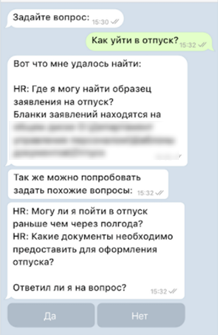 Задайте вопрос:
15:30
Как уйти в отпуск?
15:32
Вот что мне удалось найти:
HR: Где я могу найти образец
заявления на отпуск?
Бланки заявлений находятся на
Так же можно попробовать
задать похожие вопросы:
15:32
HR: Могу ли я пойти в отпуск
раньше чем через полгода?
HR: Какие документы необходимо
предоставить для оформления
отпуска?
Ответил ли я на вопрос?
15:32
Да
Нет